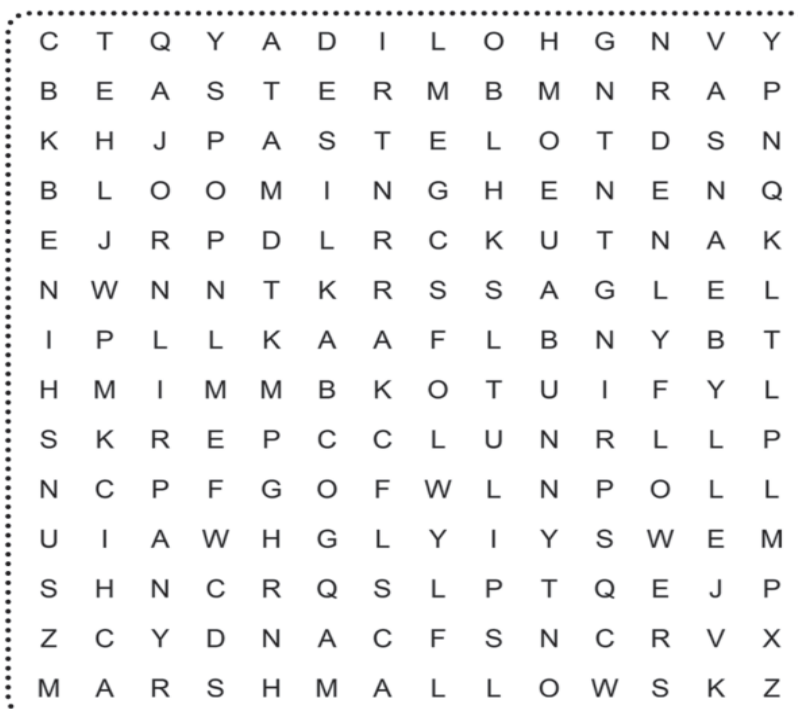 C T Q Y A D I L O H G N V Y
B E A S T E R M B M N R A P
K H J P A S T E L O T D S N
B L O O M I N G H E N E N Q
E J R P D L R C K U T N A K
N W N N T K R S S A G L E L
I P L L K A A F L B N Y B T
H M I M M B K O T U I F Y L
S K R E P C C L U N R L L P
N C P F G O F W L N P O L L
U I A W H G L Y I Y S W E M
S H N C R Q S L P T Q E J P
Z C Y D N A C F S N C R V X
M A R S H M A L L O W S K Z